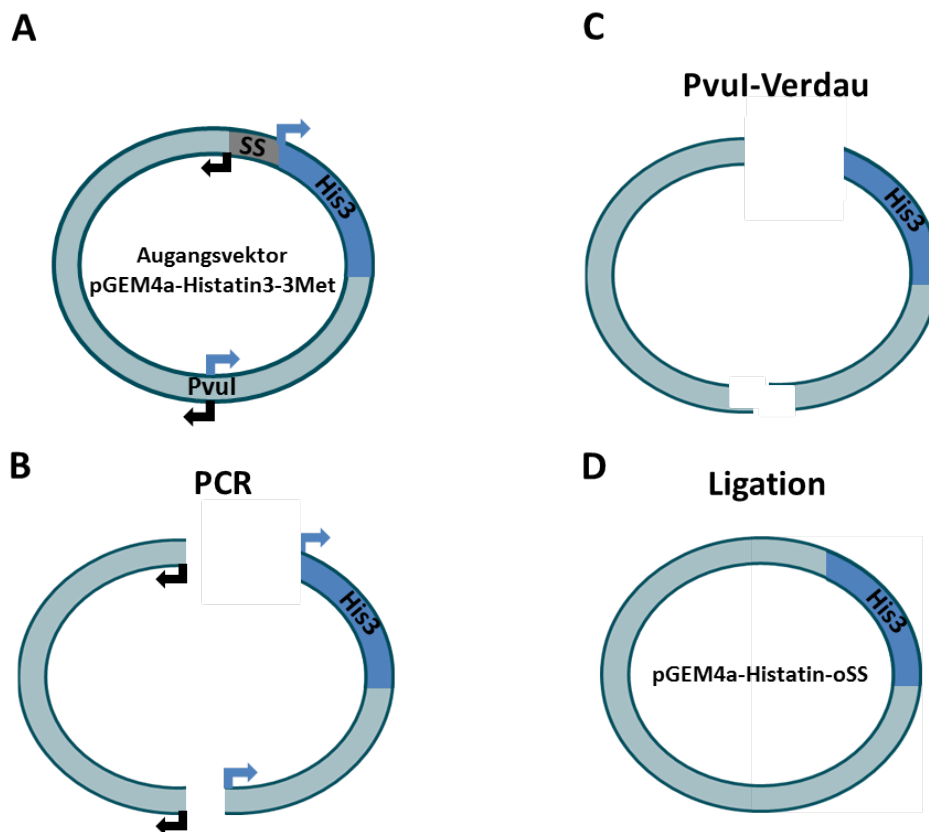 A
SS
His3
Augangsvektor
pGEM4a-Histatin3-3Met
PvuI
B
PCR
His3
C
PvuI-Verdau
His3
D
Ligation
His3
pGEM4a-Histatin-oSS